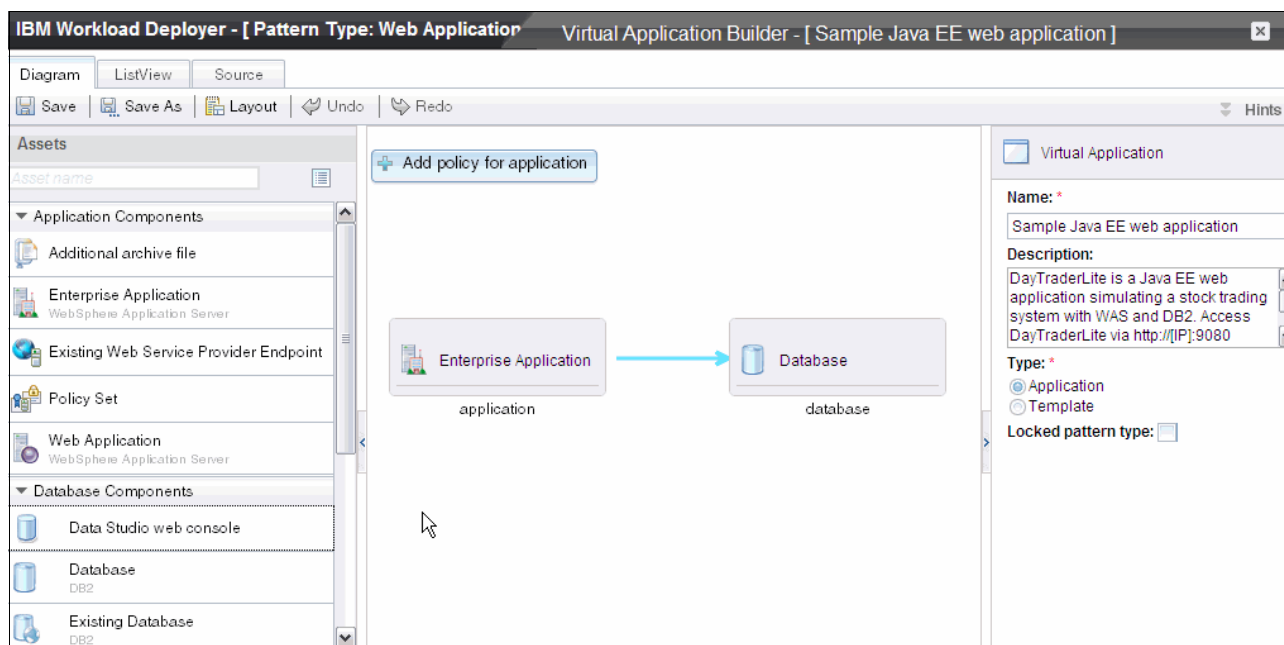 IBM Workload Deployer - [ Pattern Type: Web Application
Virtual Application Builder - [ Sample Java EE web application ]
Diagram
ListView
Source
Save
Save As
Layout
Undo
Redo
Hints
Assets
Asset name
Application Components
Additional archive file
Enterprise Application
WebSphere Application Server
Existing Web Service Provider Endpoint
Policy Set
Web Application
WebSphere Application Server
Database Components
Data Studio web console
Database
DB2
Existing Database
DB2
Add policy for application
Enterprise Application
application
Database
database
Virtual Application
Name: *
Sample Java EE web application
Description:
DayTraderLite is a Java EE web
application simulating a stock trading
system with WAS and DB2. Access
DayTraderLite via http://[IP]:9080
Type: *
Application
Template
Locked pattern type: